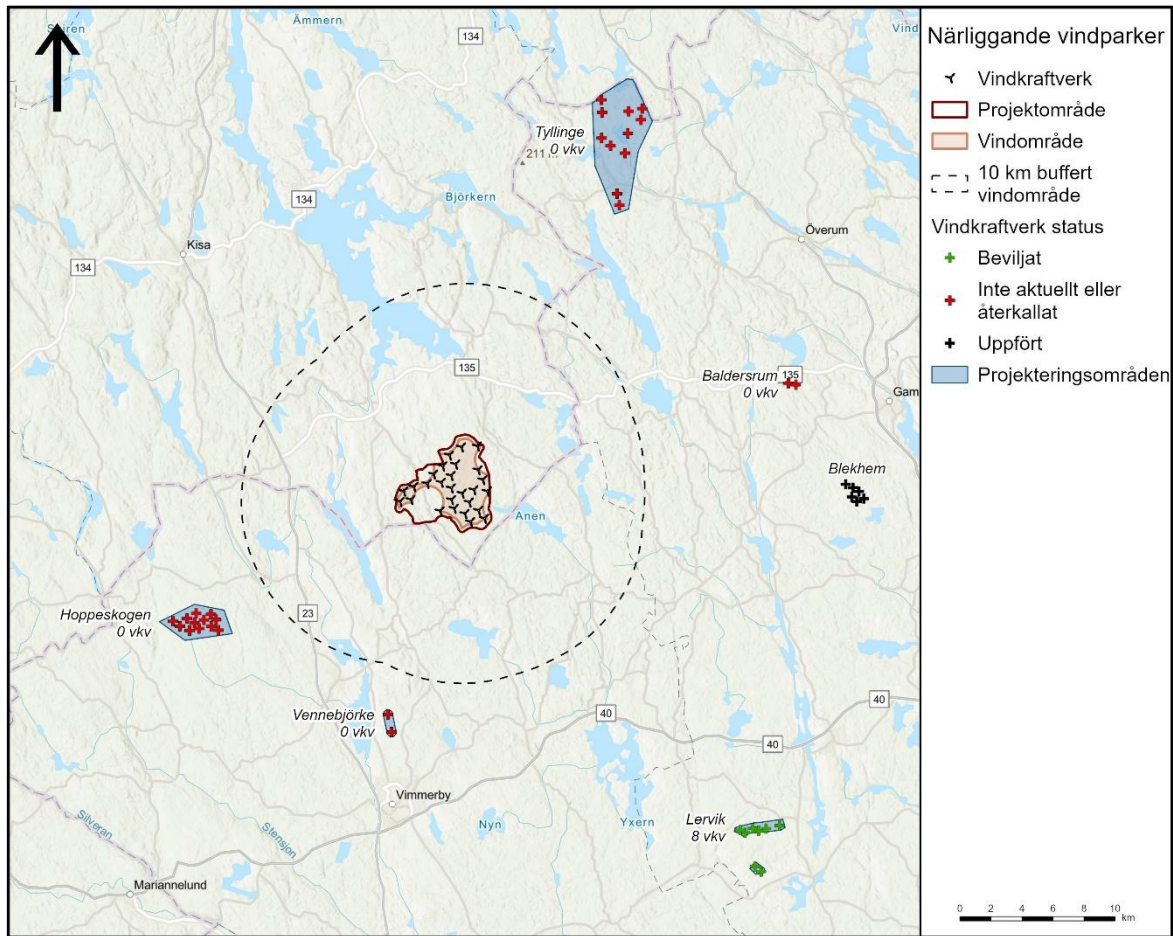 Ämmern
134
Vind
Tyllinge
0 vkv
211 m
Björkern
134
Överum
Kisa
134
135
Baldersrum
135
0 vkv
Gam
Blekhem
Anen
Hoppeskogen
0 vkv
23
Vennebjörke
0 vkv
40
40
40
Vimmerby
Silverån
Stensjon
Nyn
Yxern
Lervik
8 vkv
Mariannelund
0 2 4 6 8 10
km
Närliggande vindparker
Vindkraftverk
Projektområde
Vindområde
10 km buffert
vindområde
Vindkraftverk status
Beviljat
Inte aktuellt eller
återkallat
Uppfört
Projekteringsområden